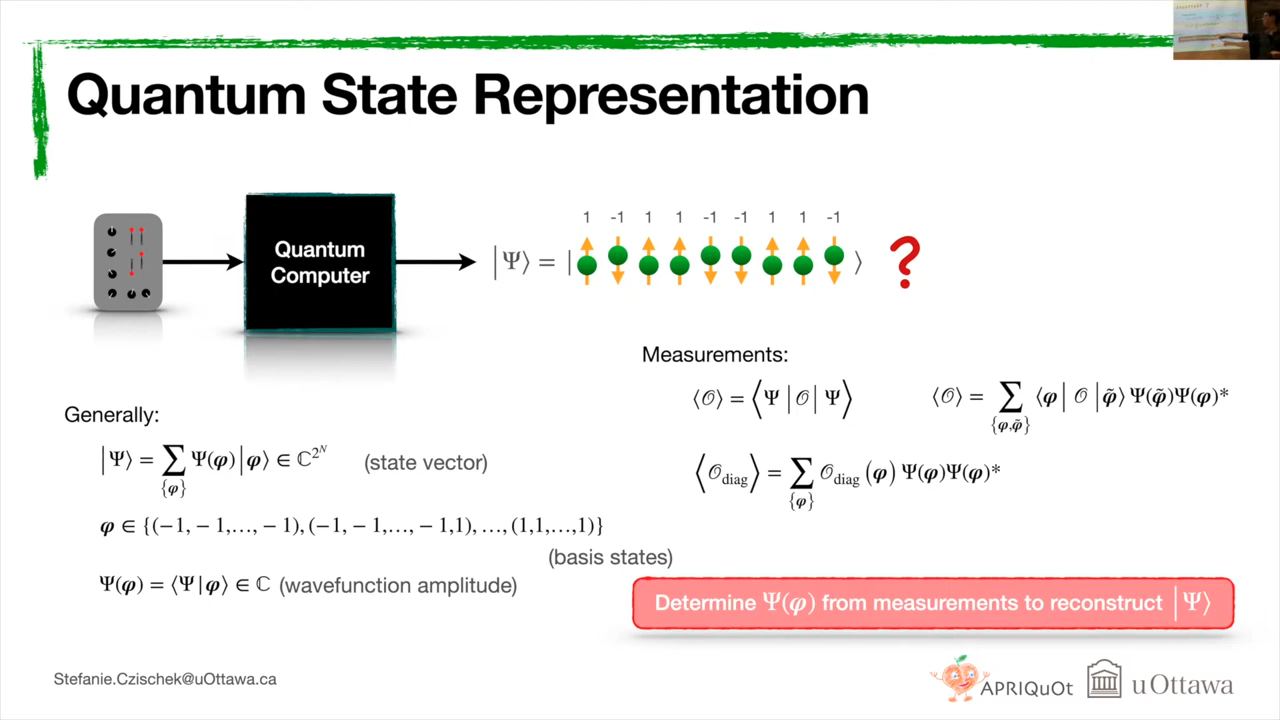 Quantum State Representation
Quantum
Computer
1 -1 1 1 -1 -1 1 1 -1
|Ψ⟩ = | ⟩ ?
Measurements:
⟨𝒪⟩ = ⟨Ψ | 𝒪 | Ψ⟩
⟨𝒪⟩ = ∑_{φ,φ̃} ⟨φ | 𝒪 | φ̃⟩ Ψ(φ̃)Ψ(φ)*
⟨𝒪diag⟩ = ∑_{φ} 𝒪diag (φ) Ψ(φ)Ψ(φ)*
Generally:
|Ψ⟩ = ∑_{φ} Ψ(φ)|φ⟩ ∈ ℂ^{2^N} (state vector)
φ ∈ {(−1, − 1,…, − 1), (−1, − 1,…, − 1,1), …, (1,1,…,1)}
(basis states)
Ψ(φ) = ⟨Ψ|φ⟩ ∈ ℂ (wavefunction amplitude)
Determine Ψ(φ) from measurements to reconstruct |Ψ⟩
Stefanie.Czischek@uOttawa.ca
APRIQuOt
uOttawa